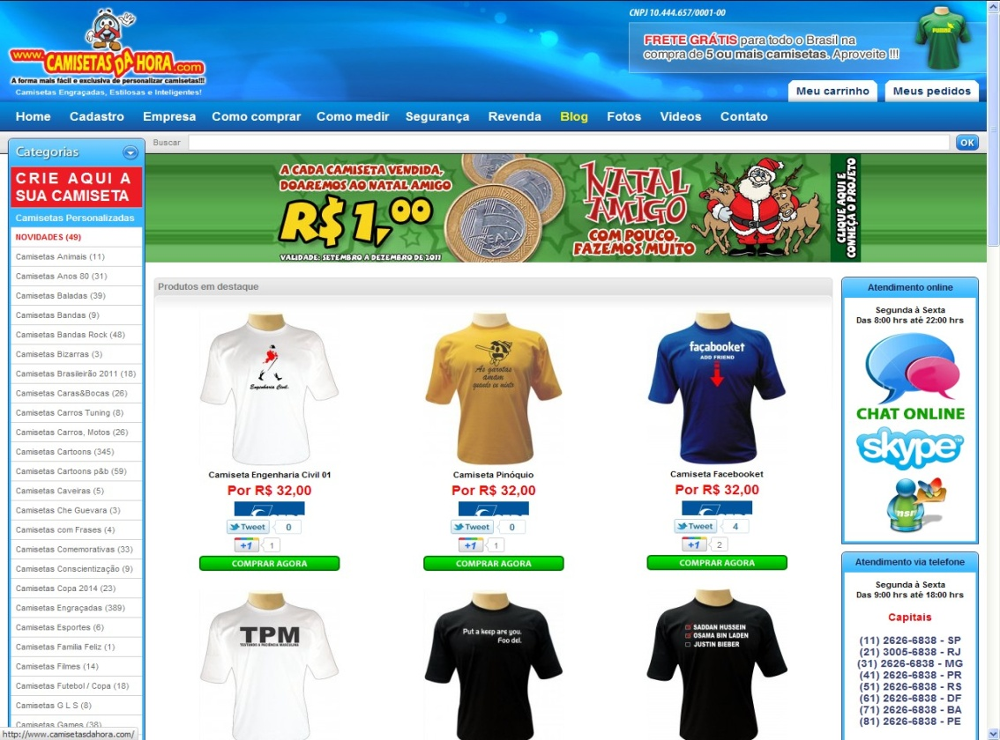 CNPJ 10.444.657/0001-00
FRETE GRÁTIS para todo o Brasil na
compra de 5 ou mais camisetas. Aproveite !!!
www.CAMISETASDAHORA.com
A forma mais fácil e exclusiva de personalizar camisetas!!!
Camisetas Engraçadas, Estilosas e Inteligentes!
Meu carrinho
Meus pedidos
Home
Cadastro
Empresa
Como comprar
Como medir
Segurança
Revenda
Blog
Fotos
Videos
Contato
Categorias
Buscar
OK
CRIE AQUI A
SUA CAMISETA
Camisetas Personalizadas
NOVIDADES (49)
Camisetas Animais (11)
Camisetas Anos 80 (31)
Camisetas Baladas (39)
Camisetas Bandas (9)
Camisetas Bandas Rock (48)
Camisetas Bizarras (3)
Camisetas Brasileirão 2011 (18)
Camisetas Caras&Bocas (26)
Camisetas Carros Tuning (8)
Camisetas Carros, Motos (26)
Camisetas Cartoons (345)
Camisetas Cartoons p&b (59)
Camisetas Caveiras (5)
Camisetas Che Guevara (3)
Camisetas com Frases (4)
Camisetas Comemorativas (33)
Camisetas Conscientização (9)
Camisetas Copa 2014 (23)
Camisetas Engraçadas (389)
Camisetas Esportes (6)
Camisetas Familia Feliz (1)
Camisetas Filmes (14)
Camisetas Futebol / Copa (18)
Camisetas G L S (8)
Camisetas Games (38)
http://www.camisetasdahora.com/
A CADA CAMISETA VENDIDA,
DOAREMOS AO NATAL AMIGO
R$1,00
VALIDADE: SETEMBRO A DEZEMBRO DE 2011
REAL
NATAL
AMIGO
COM POUCO,
FAZEMOS MUITO
CLIQUE AQUI E
CONHEÇA O PROJETO
Produtos em destaque
Engenharia Civil.
Camiseta Engenharia Civil 01
Por R$ 32,00
Tweet 0
+1 1
COMPRAR AGORA
As garotas
amam
quando eu minto
Camiseta Pinóquio
Por R$ 32,00
Tweet 0
+1 1
COMPRAR AGORA
façabooket
ADD FRIEND
Camiseta Facebooket
Por R$ 32,00
Tweet 4
+1 2
COMPRAR AGORA
TPM
TESTANDO A PACIÊNCIA MASCULINA
Put a keep are you.
Foo del.
SADDAN HUSSEIN
OSAMA BIN LADEN
JUSTIN BIEBER
Atendimento online
Segunda à Sexta
Das 8:00 hrs até 22:00 hrs
CHAT ONLINE
skype
msn
Atendimento via telefone
Segunda à Sexta
Das 9:00 hrs até 18:00 hrs
Capitais
(11) 2626-6838 - SP
(21) 3005-6838 - RJ
(31) 2626-6838 - MG
(41) 2626-6838 - PR
(51) 2626-6838 - RS
(61) 2626-6838 - DF
(71) 2626-6838 - BA
(81) 2626-6838 - PE